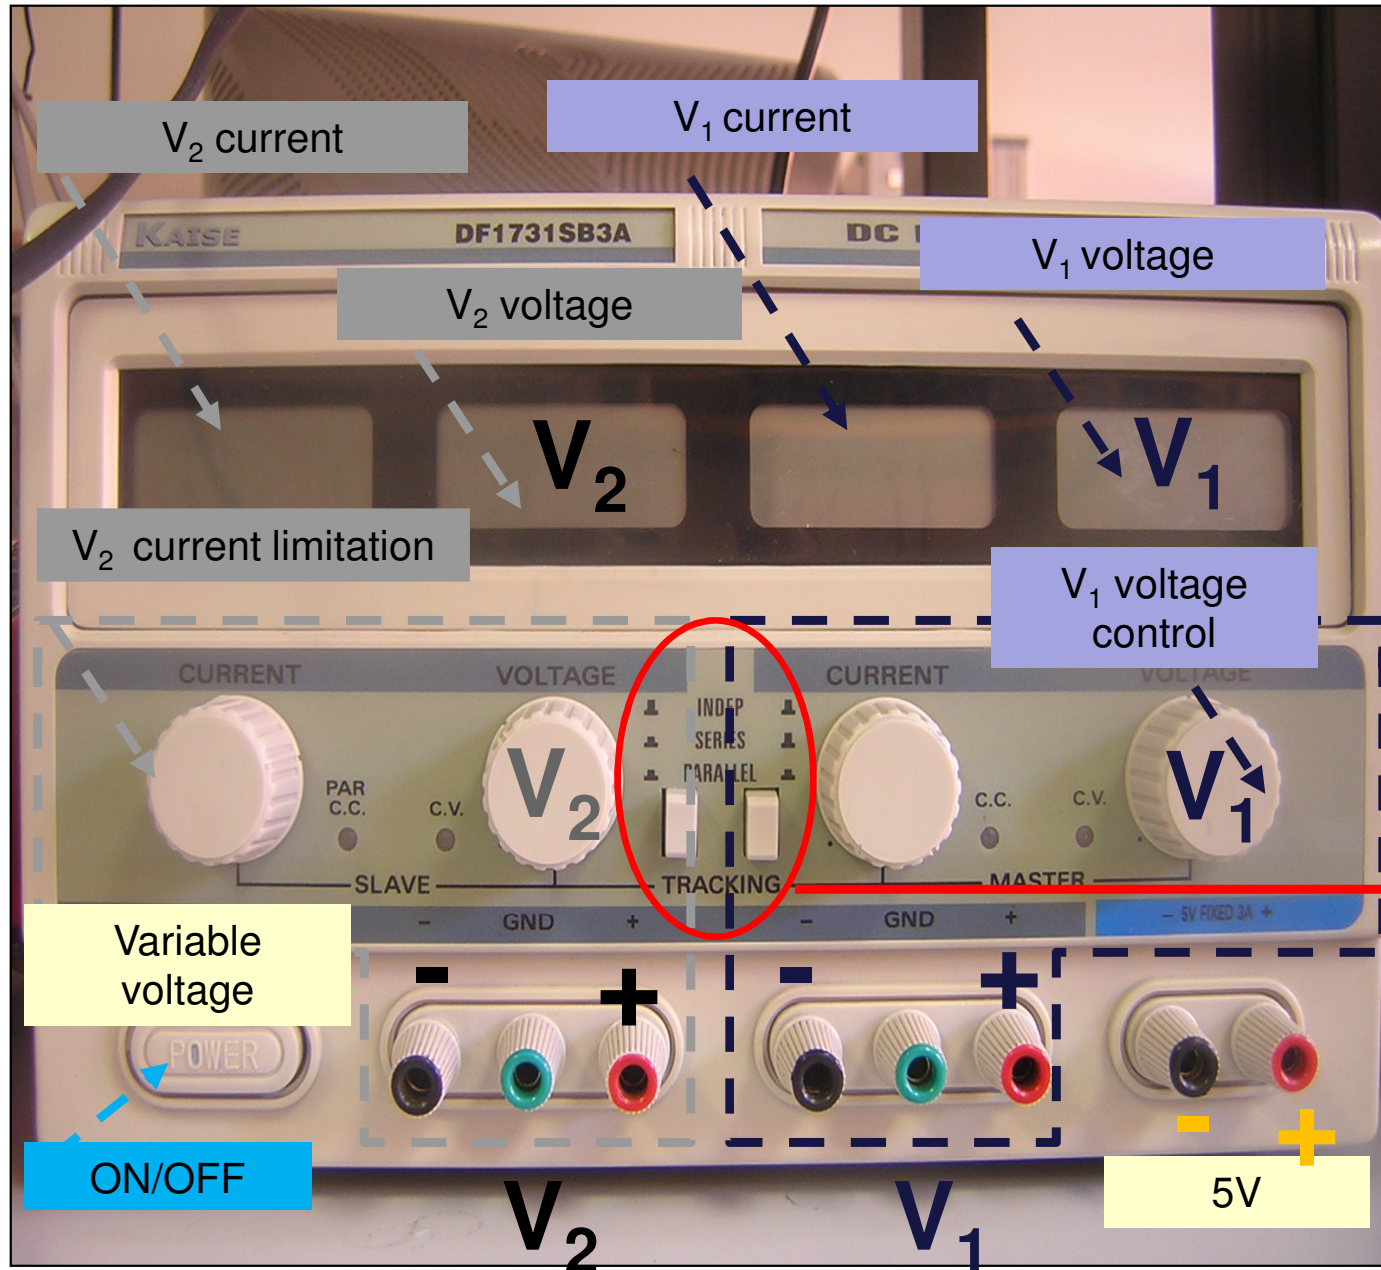 V₂ current
V₁ current
KAISE
DF1731SB3A
DC
V₁ voltage
V₂ voltage
V₂
V₁
V₂ current limitation
V₁ voltage
control
CURRENT
VOLTAGE
CURRENT
VOLTAGE
INDEP
SERIES
PARALLEL
V₂
V₁
PAR
C.C.
C.V.
C.C.
C.V.
SLAVE
TRACKING
MASTER
- GND +
- GND +
- 5V FIXED 3A +
Variable
voltage
- +
- +
POWER
- +
ON/OFF
5V
V₂
V₁